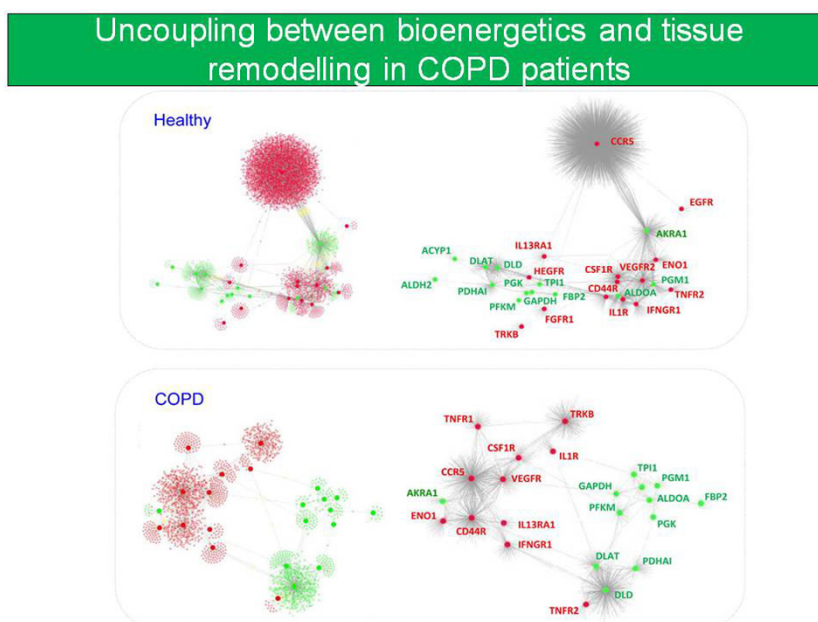 Uncoupling between bioenergetics and tissue
remodelling in COPD patients
Healthy
CCR5
EGFR
AKRA1
IL13RA1
ACYP1
DLAT
DLD
HEGFR
CSF1R
VEGFR2
ENO1
ALDH2
PDHAI
PGK
TPI1
CD44R
ALDOA
PGM1
PFKM
GAPDH
FBP2
IL1R
IFNGR1
TNFR2
FGFR1
TRKB
COPD
TNFR1
TRKB
CSF1R
IL1R
CCR5
VEGFR
TPI1
GAPDH
PGM1
AKRA1
ALDOA
FBP2
ENO1
PFKM
CD44R
IL13RA1
PGK
IFNGR1
DLAT
PDHAI
DLD
TNFR2